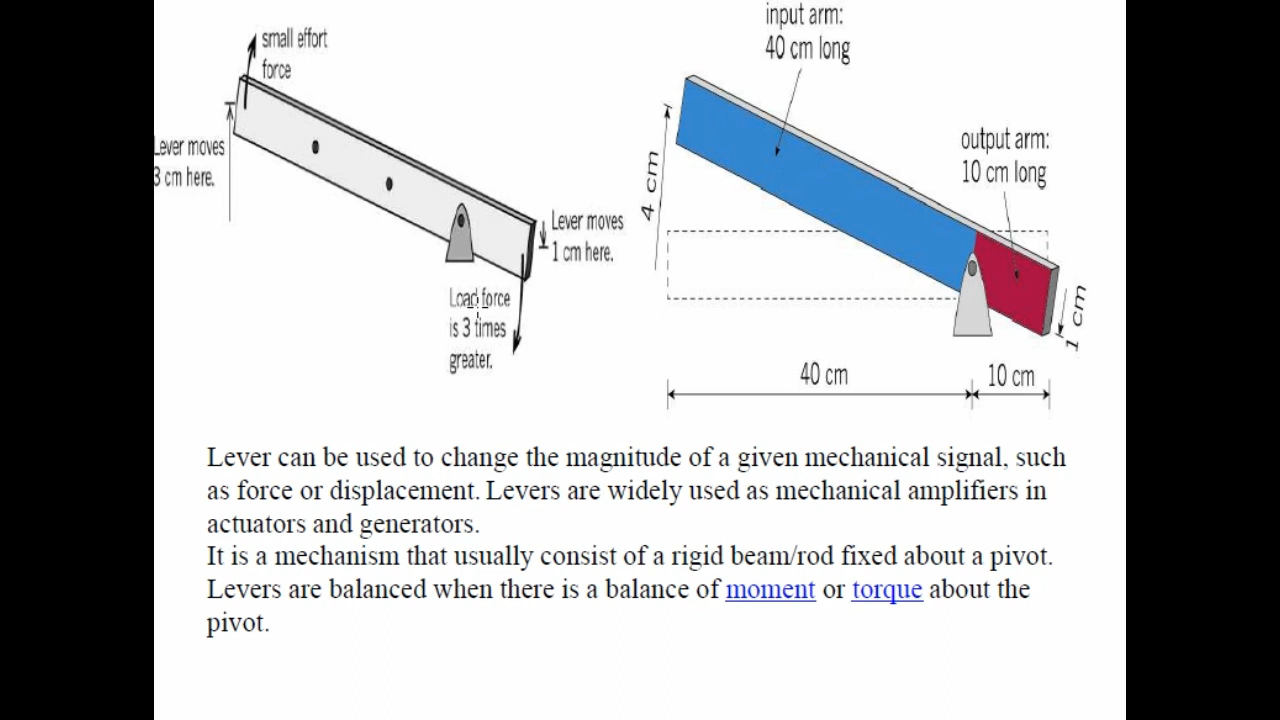 small effort
force
Lever moves
3 cm here.
Lever moves
1 cm here.
Load force
is 3 times
greater.
input arm:
40 cm long
output arm:
10 cm long
4 cm
1 cm
40 cm
10 cm
Lever can be used to change the magnitude of a given mechanical signal, such
as force or displacement. Levers are widely used as mechanical amplifiers in
actuators and generators.
It is a mechanism that usually consist of a rigid beam/rod fixed about a pivot.
Levers are balanced when there is a balance of moment or torque about the
pivot.